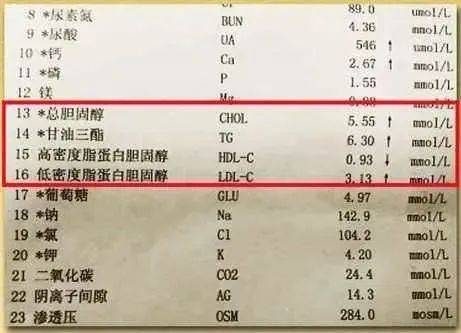 89.0 umol/L
8 *尿素氮 BUN 4.36 mmol/L
9 *尿酸 UA 546 ↑ umol/L
10 *钙 Ca 2.67 ↑ mmol/L
11 *磷 P 1.55 mmol/L
12 镁 Mg mmol/L
13 *总胆固醇 CHOL 5.55 ↑ mmol/L
14 *甘油三酯 TG 6.30 ↑ mmol/L
15 高密度脂蛋白胆固醇 HDL-C 0.93 ↓ mmol/L
16 低密度脂蛋白胆固醇 LDL-C 3.13 ↑ mmol/L
17 *葡萄糖 GLU 4.97 mmol/L
18 *钠 Na 142.9 mmol/L
19 *氯 Cl 104.2 mmol/L
20 *钾 K 4.20 mmol/L
21 二氧化碳 CO2 24.4 mmol/L
22 阴离子间隙 AG 14.3 mmol/L
23 渗透压 OSM 284.0 mosm/L